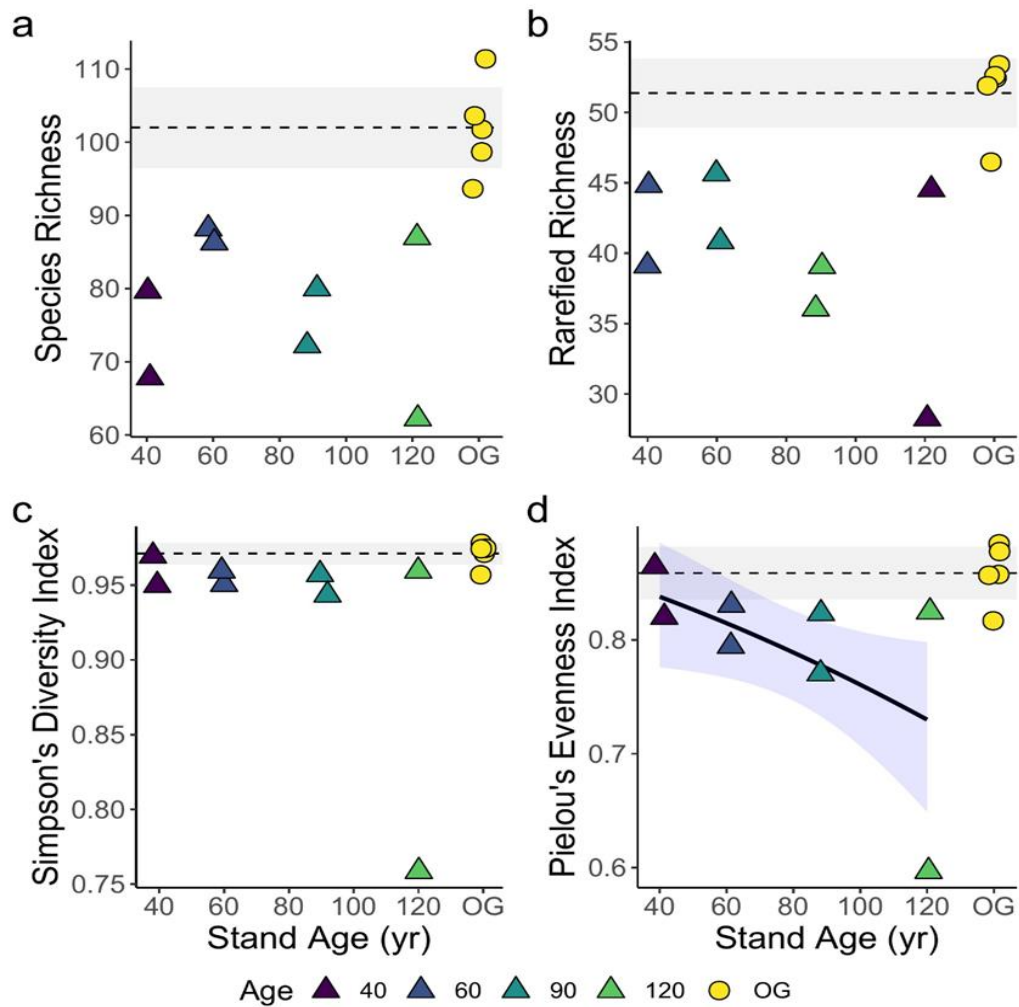 a
110
100
90
80
70
60
Species Richness
40 60 80 100 120 OG
b
55
50
45
40
35
30
Rarefied Richness
40 60 80 100 120 OG
c
0.95
0.90
0.85
0.80
0.75
Simpson's Diversity Index
40 60 80 100 120 OG
Stand Age (yr)
d
0.8
0.7
0.6
Pielou's Evenness Index
40 60 80 100 120 OG
Stand Age (yr)
Age 40 60 90 120 OG